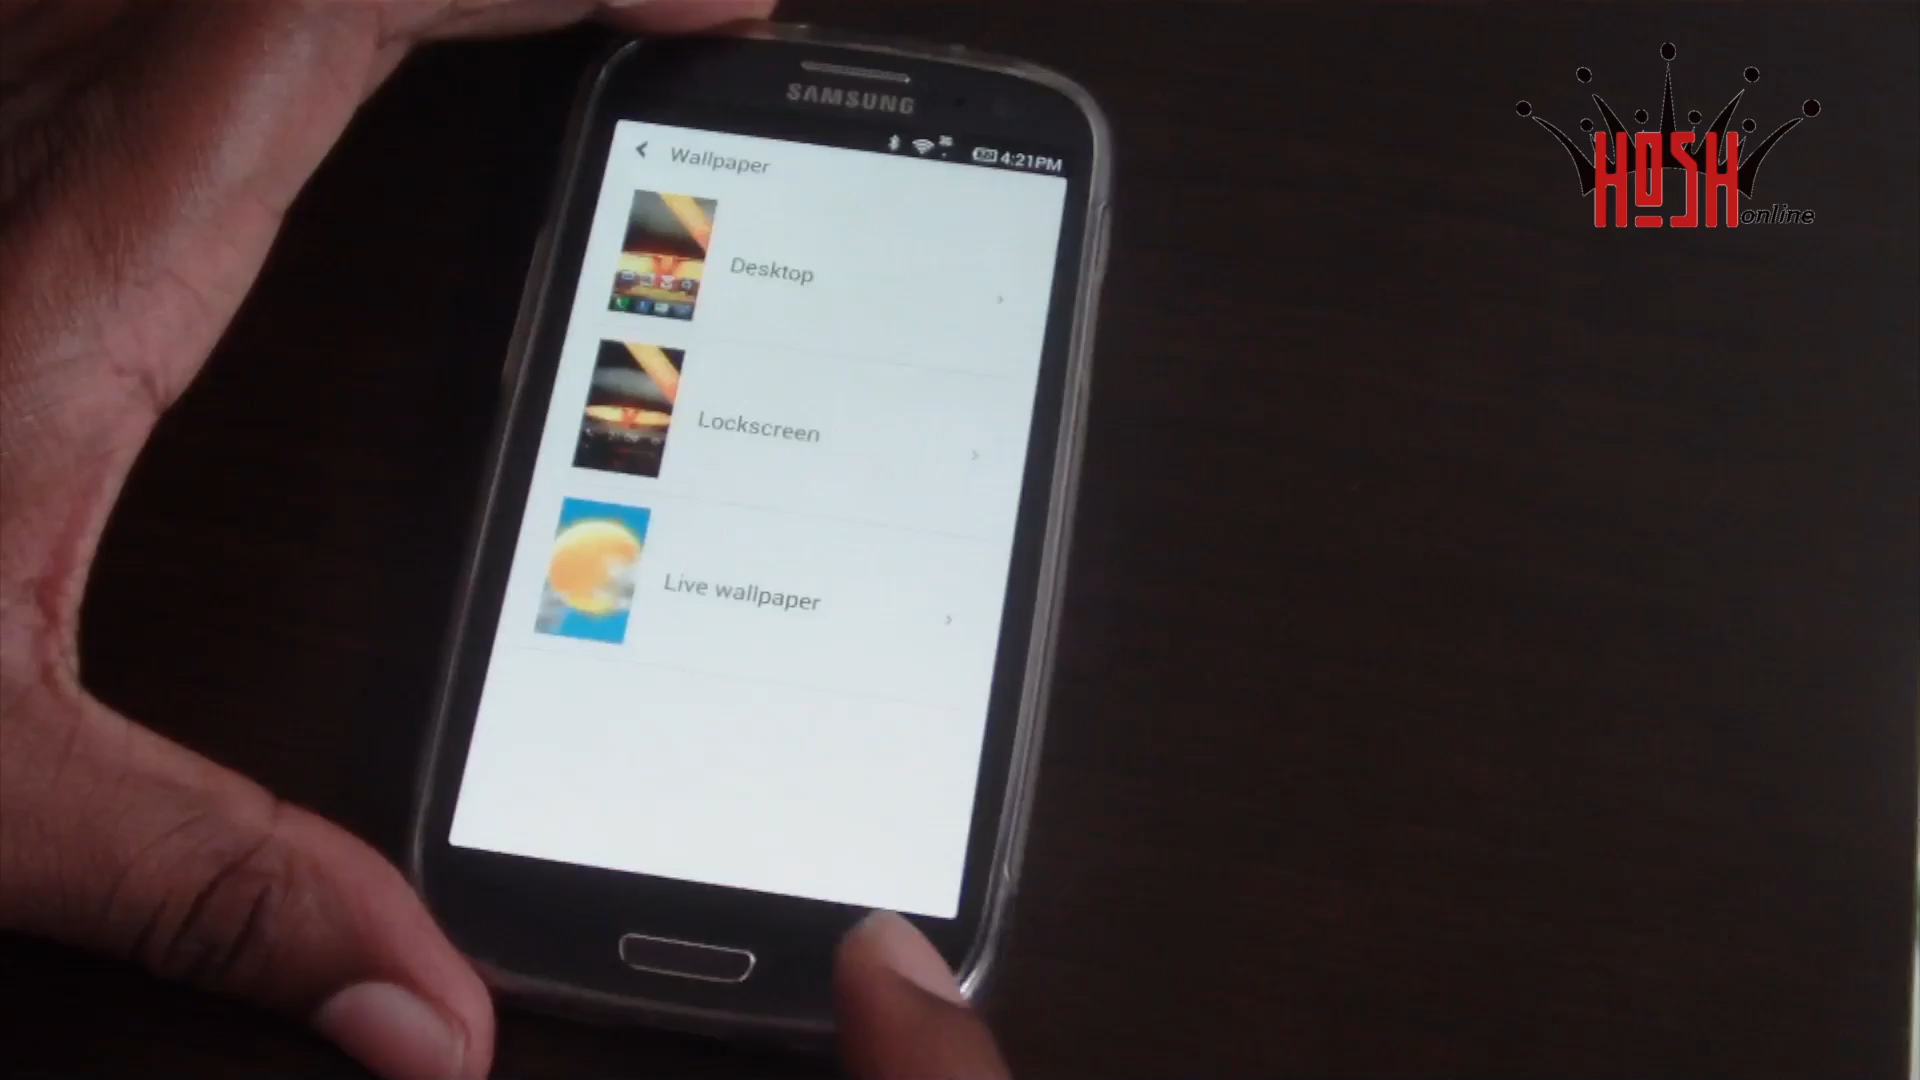 SAMSUNG
4:21PM
Wallpaper
Desktop
Lockscreen
Live wallpaper
HOSH
online